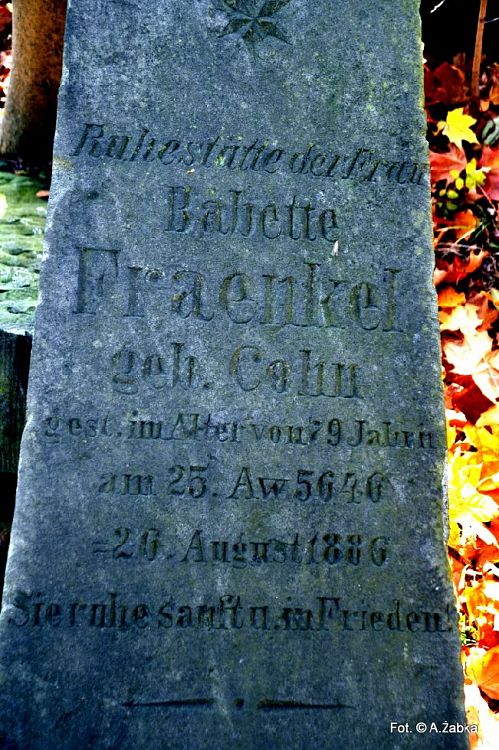 Ruhestätte der Frau
Babette
Fraenkel
geb. Cohn
gest. im Alter von 79 Jahrn
am 25. Aw 5646
=26. August 1886
Sie ruhe sanft u. in Frieden!
Fot. © A.Żabka